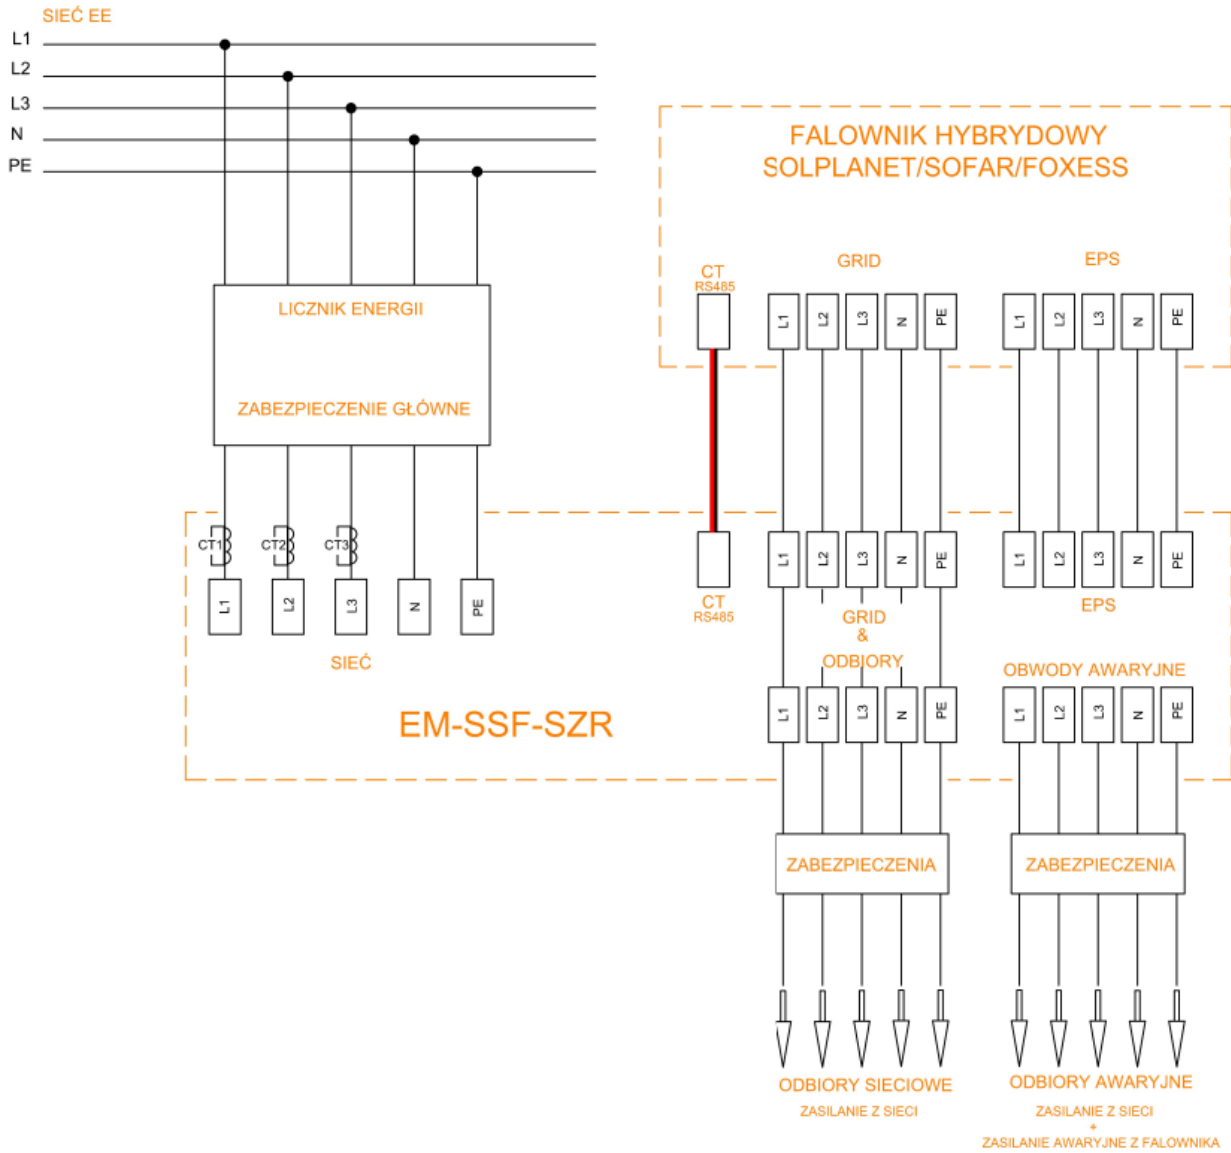 SIEĆ EE
L1
L2
L3
N
PE
FALOWNIK HYBRYDOWY
SOLPLANET/SOFAR/FOXESS
GRID
EPS
CT
RS485
L1 L2 L3 N PE
L1 L2 L3 N PE
LICZNIK ENERGII
ZABEZPIECZENIE GŁÓWNE
CT1 CT2 CT3
L1 L2 L3 N PE
SIEĆ
L1 L2 L3 N PE
L1 L2 L3 N PE
CT
RS485
GRID
&
ODBIORY
EPS
OBWODY AWARYJNE
L1 L2 L3 N PE
L1 L2 L3 N PE
EM-SSF-SZR
ZABEZPIECZENIA
ZABEZPIECZENIA
ODBIORY SIECIOWE
ZASILANIE Z SIECI
ODBIORY AWARYJNE
ZASILANIE Z SIECI
+
ZASILANIE AWARYJNE Z FALOWNIKA